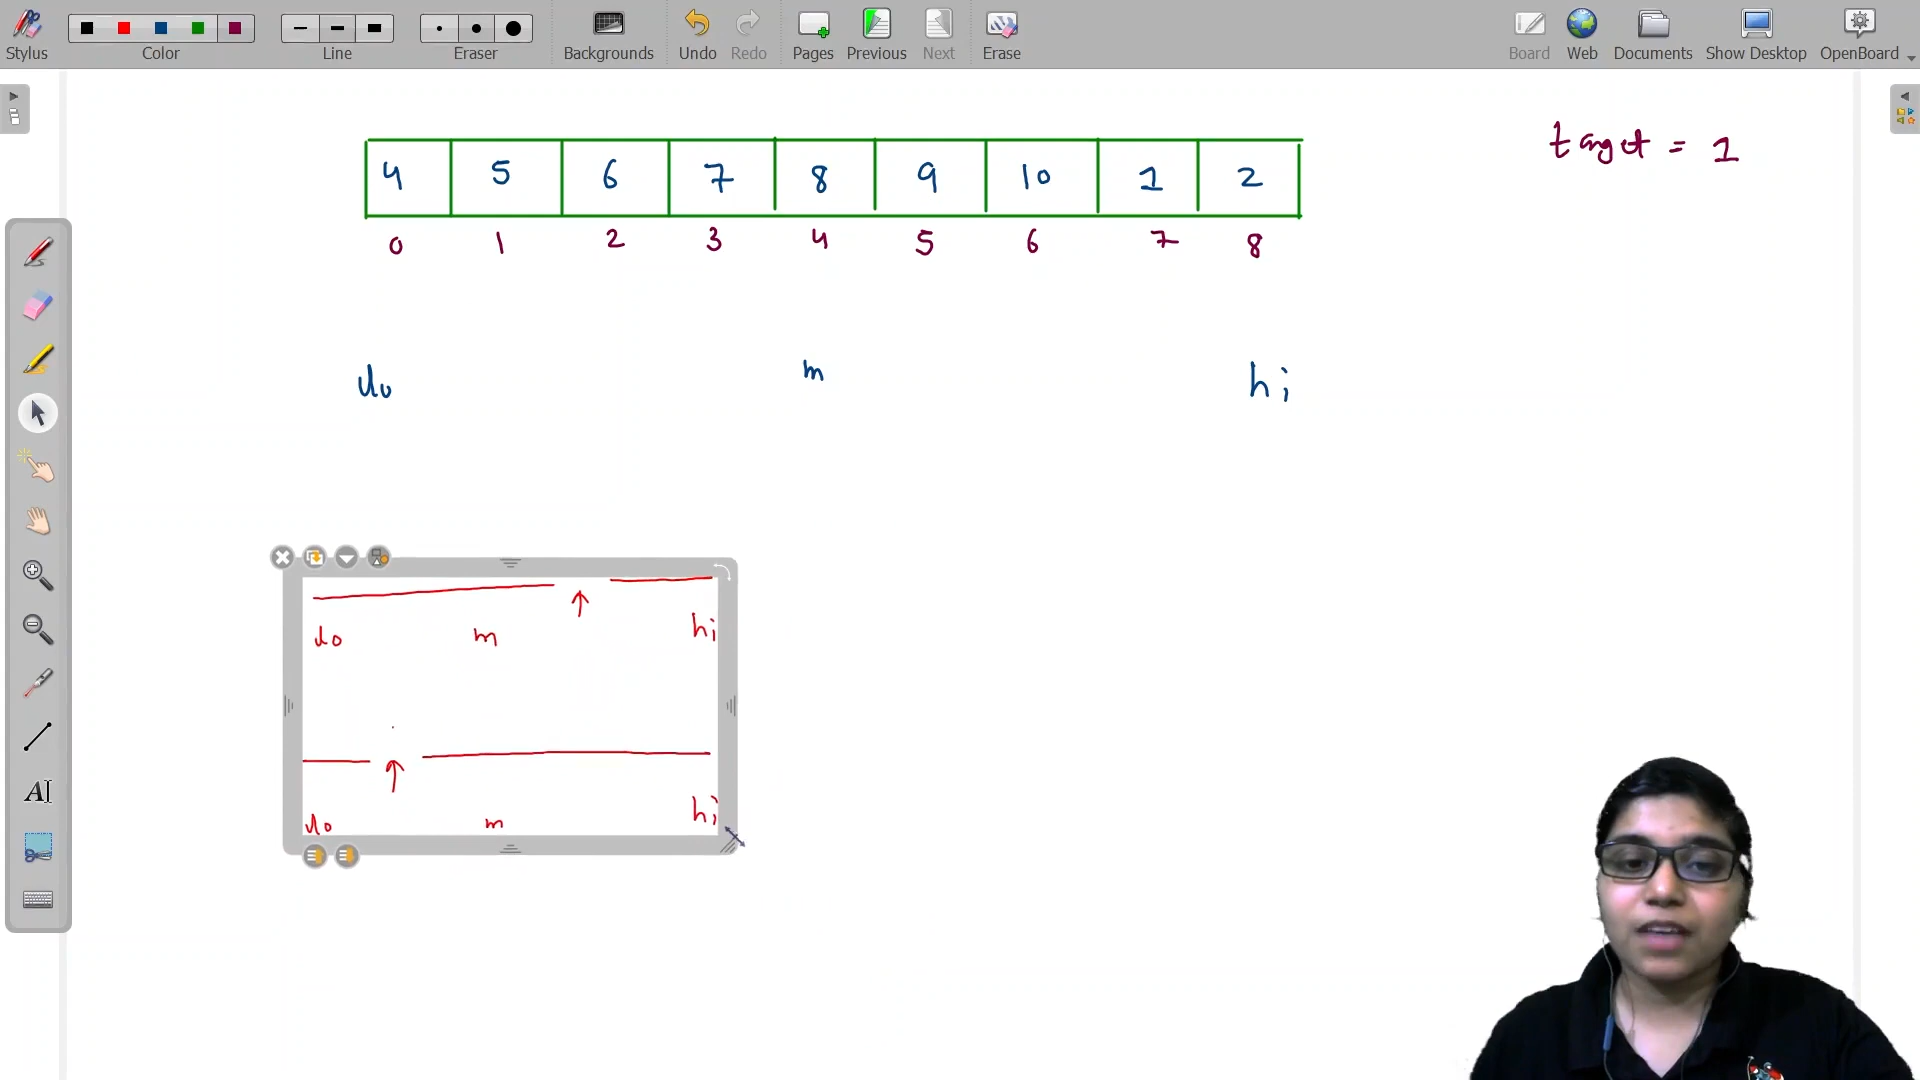 Stylus Color Line Eraser Backgrounds Undo Redo Pages Previous Next Erase Board Web Documents Show Desktop OpenBoard
target = 1
4 5 6 7 8 9 10 1 2
0 1 2 3 4 5 6 7 8
lo m hi
lo m hi
lo m hi